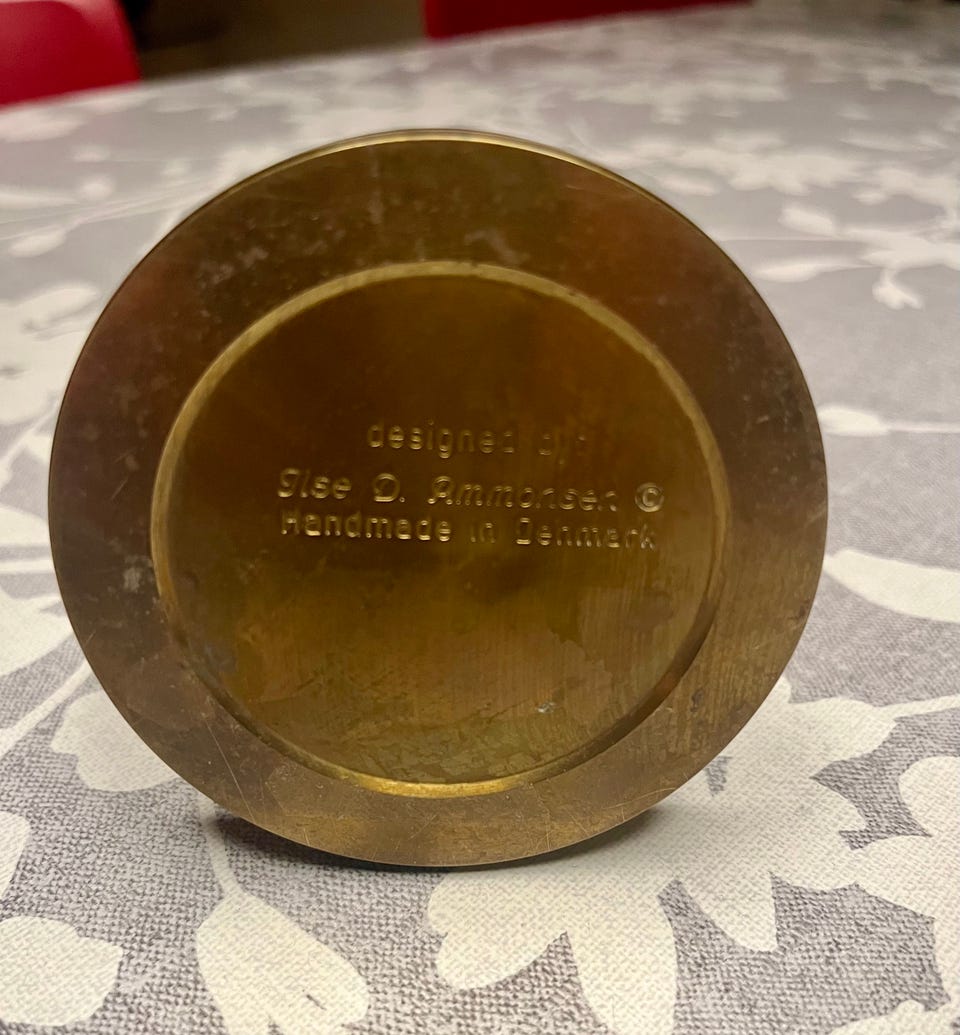 designed by:
Ilse D. Ammonsen ©
Handmade in Denmark